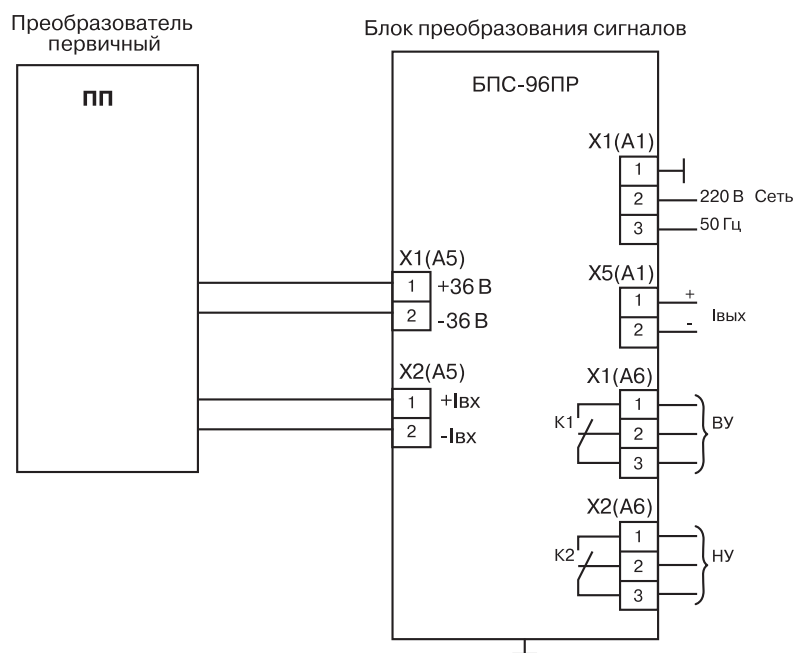 Преобразователь
первичный
Блок преобразования сигналов
ПП
БПС-96ПР
X1(A1)
1
2
3
220 В Сеть
50 Гц
X1(A5)
1 +36 В
2 -36 В
X5(A1)
1 +
2 -
Iвых
X2(A5)
1 +Iвх
2 -Iвх
X1(A6)
K1
1
2
3
ВУ
X2(A6)
K2
1
2
3
НУ